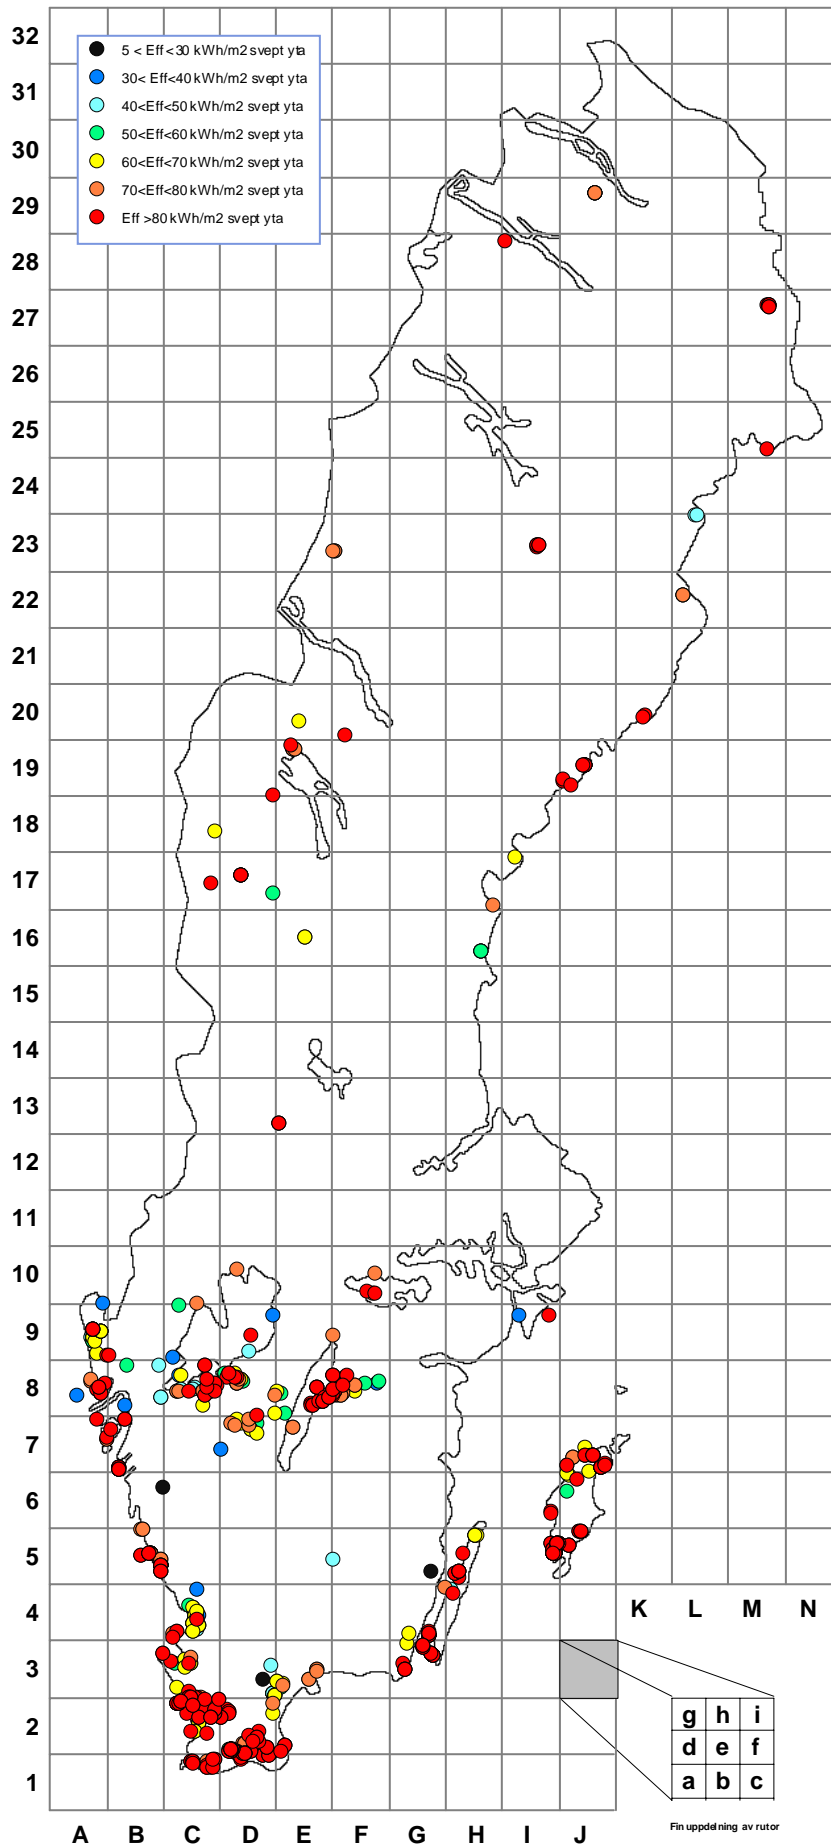 32
5 < Eff <30 kWh/m2 svept yta
30< Eff<40 kWh/m2 svept yta
31
40<Eff<50 kWh/m2 svept yta
50<Eff<60 kWh/m2 svept yta
30
60<Eff<70 kWh/m2 svept yta
70<Eff<80 kWh/m2 svept yta
29
Eff >80 kWh/m2 svept yta
28
27
26
25
24
23
22
21
20
19
18
17
16
15
14
13
12
11
10
9
8
7
6
5
4
K L M N
3
g h i
d e f
2
a b c
1
Fin uppdelning av rutor
A B C D E F G H I J